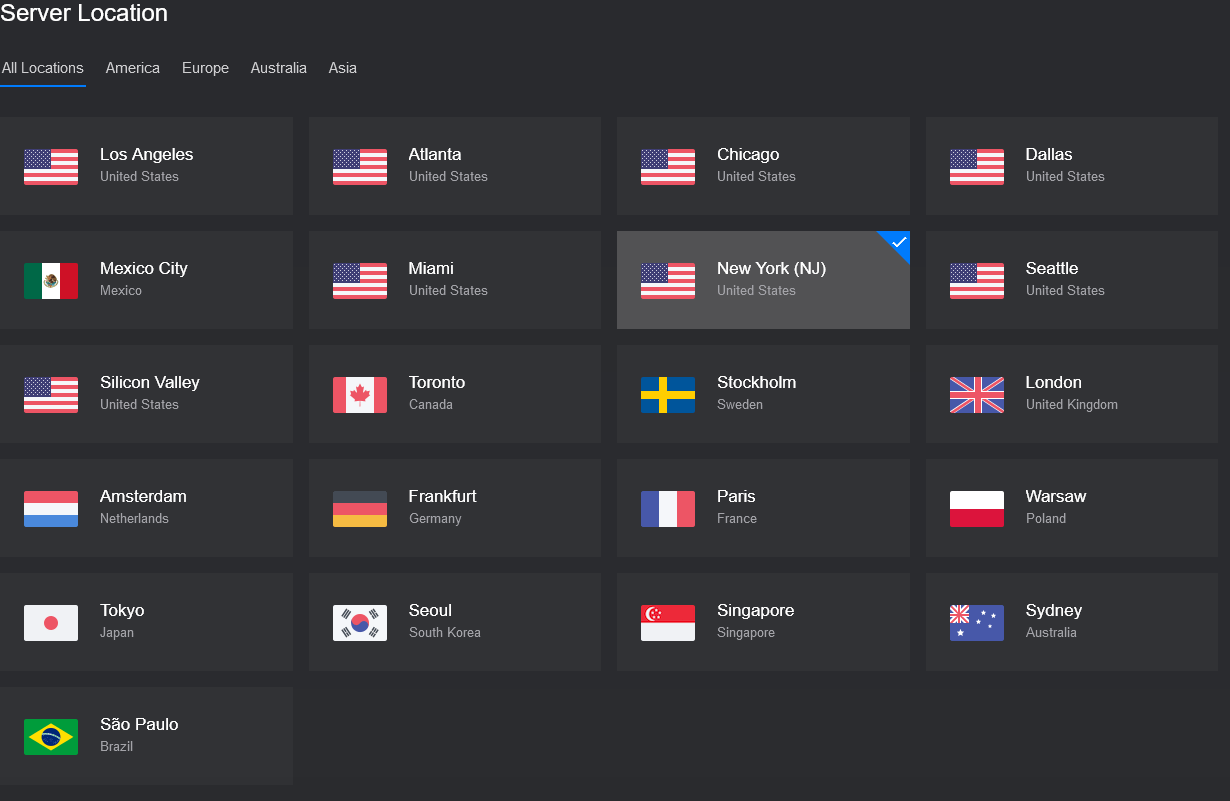 Server Location
All Locations America Europe Australia Asia
Los Angeles
United States
Atlanta
United States
Chicago
United States
Dallas
United States
Mexico City
Mexico
Miami
United States
New York (NJ)
United States
Seattle
United States
Silicon Valley
United States
Toronto
Canada
Stockholm
Sweden
London
United Kingdom
Amsterdam
Netherlands
Frankfurt
Germany
Paris
France
Warsaw
Poland
Tokyo
Japan
Seoul
South Korea
Singapore
Singapore
Sydney
Australia
São Paulo
Brazil